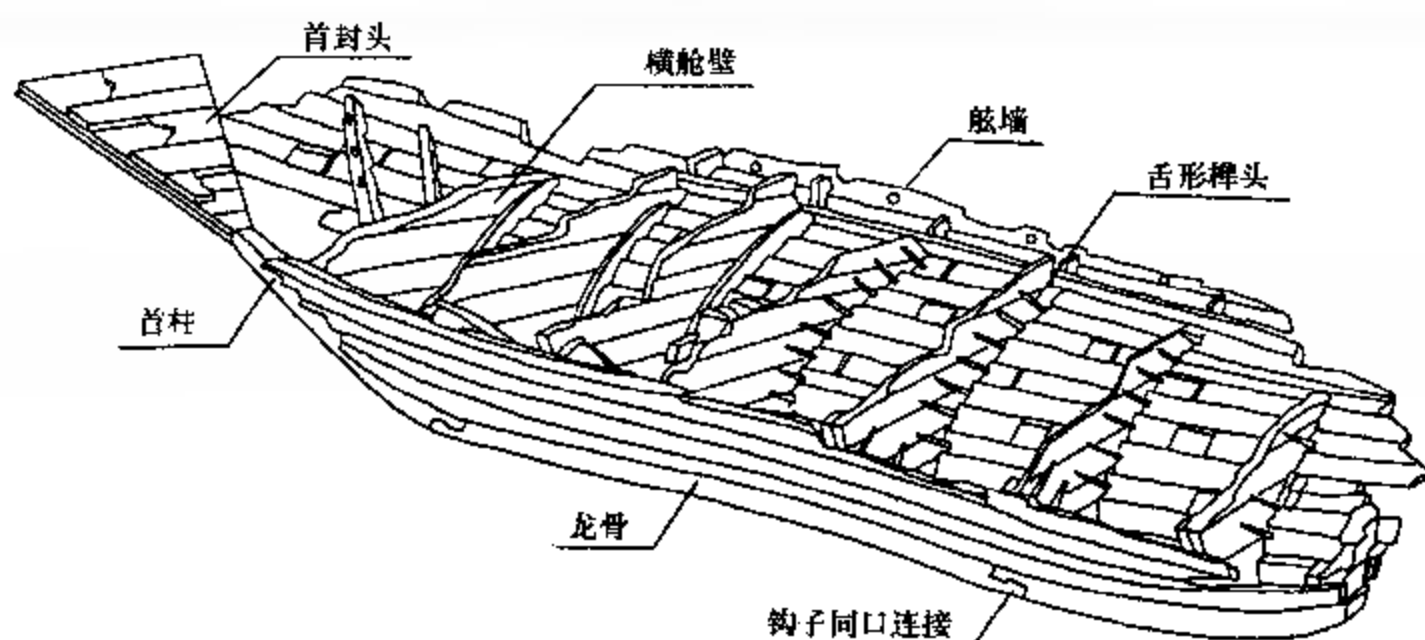 首封头
横舱壁
舷墙
舌形榫头
首柱
龙骨
钩子同口连接